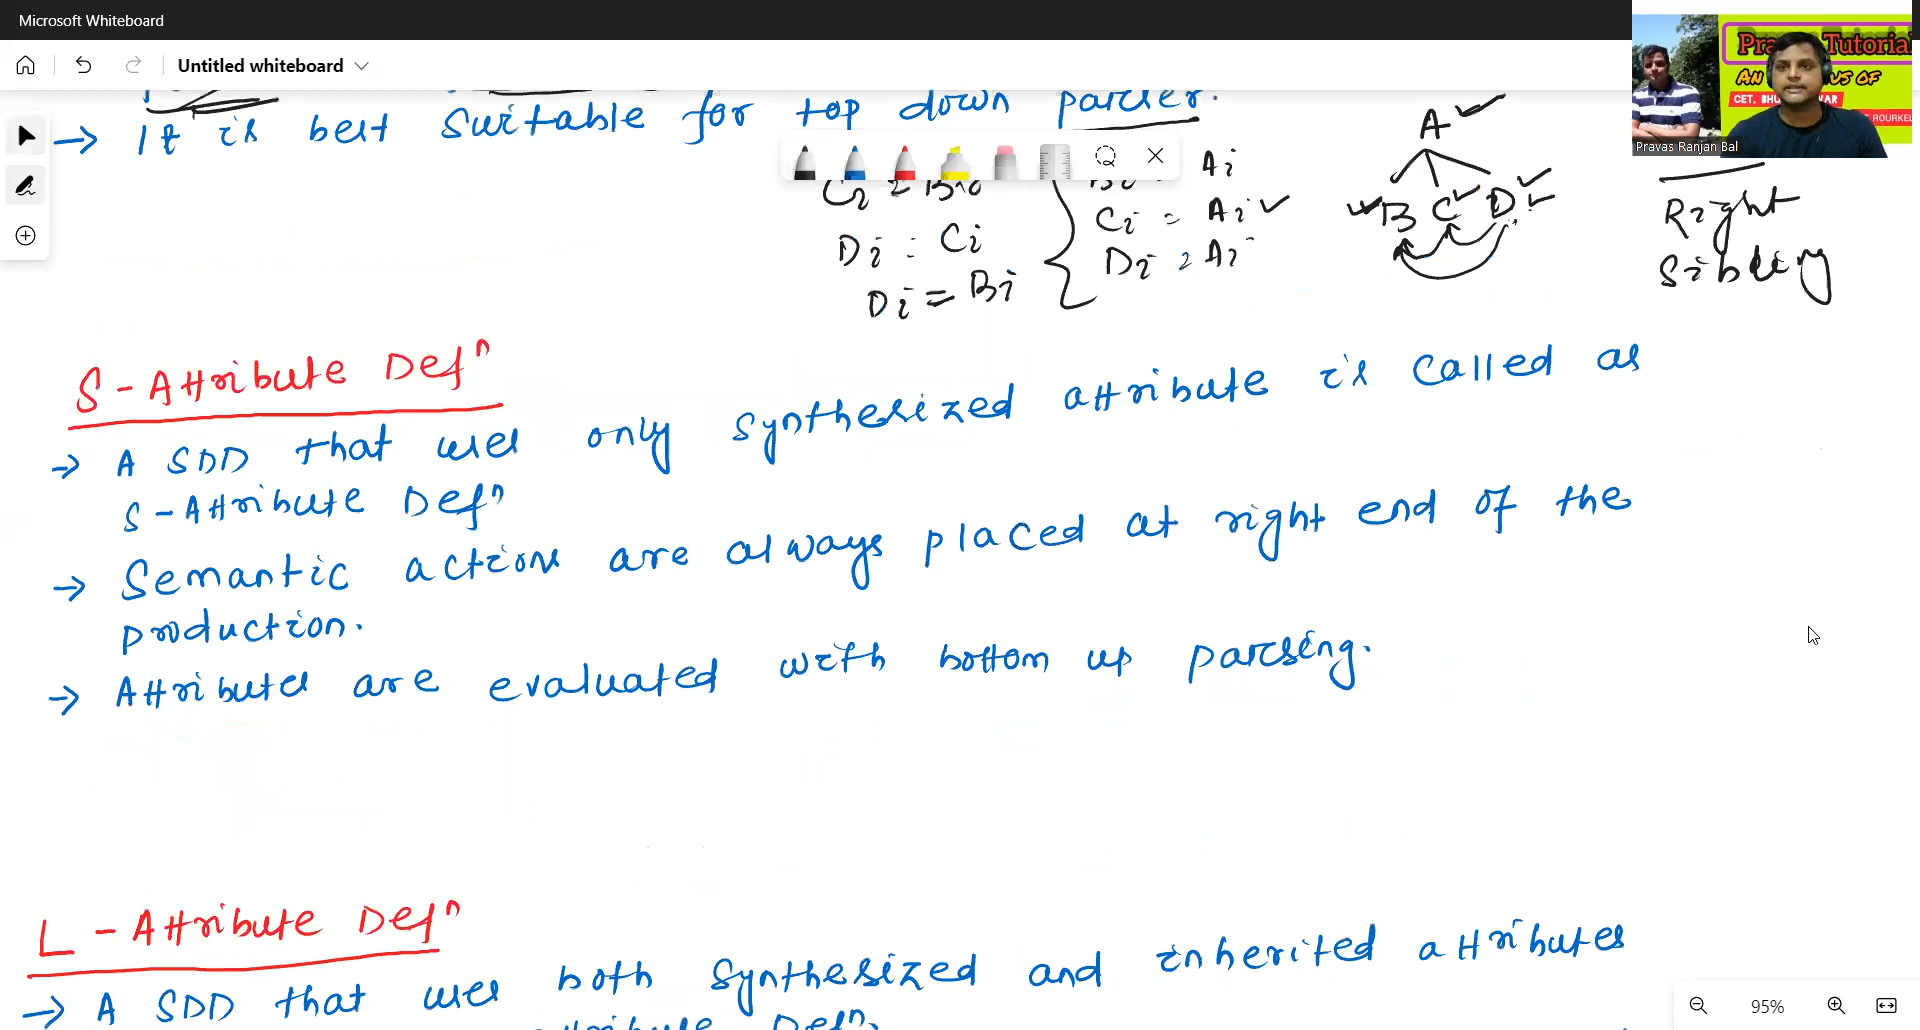 Microsoft Whiteboard
Untitled whiteboard
Pravas Ranjan Bal
→ It is best suitable for top down parser.
A
B C D
Right
Sibling
Ai
Ci = Ai
Di = Ai
Di = Ci
Di = Bi
S - Attribute Defⁿ
→ A SDD that uses only synthesized attribute is called as
S - Attribute Defⁿ
→ Semantic actions are always placed at right end of the
production.
→ Attributes are evaluated with bottom up parsing.
L - Attribute Defⁿ
→ A SDD that uses both synthesized and inherited attributes
Defⁿ.
95%